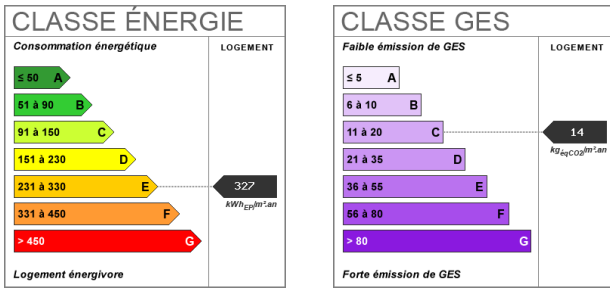 CLASSE ÉNERGIE
Consommation énergétique
LOGEMENT
≤ 50 A
51 à 90 B
91 à 150 C
151 à 230 D
231 à 330 E
327
kWhEP/m².an
331 à 450 F
> 450 G
Logement énergivore
CLASSE GES
Faible émission de GES
LOGEMENT
≤ 5 A
6 à 10 B
11 à 20 C
14
kgéqCO2/m².an
21 à 35 D
36 à 55 E
56 à 80 F
> 80 G
Forte émission de GES